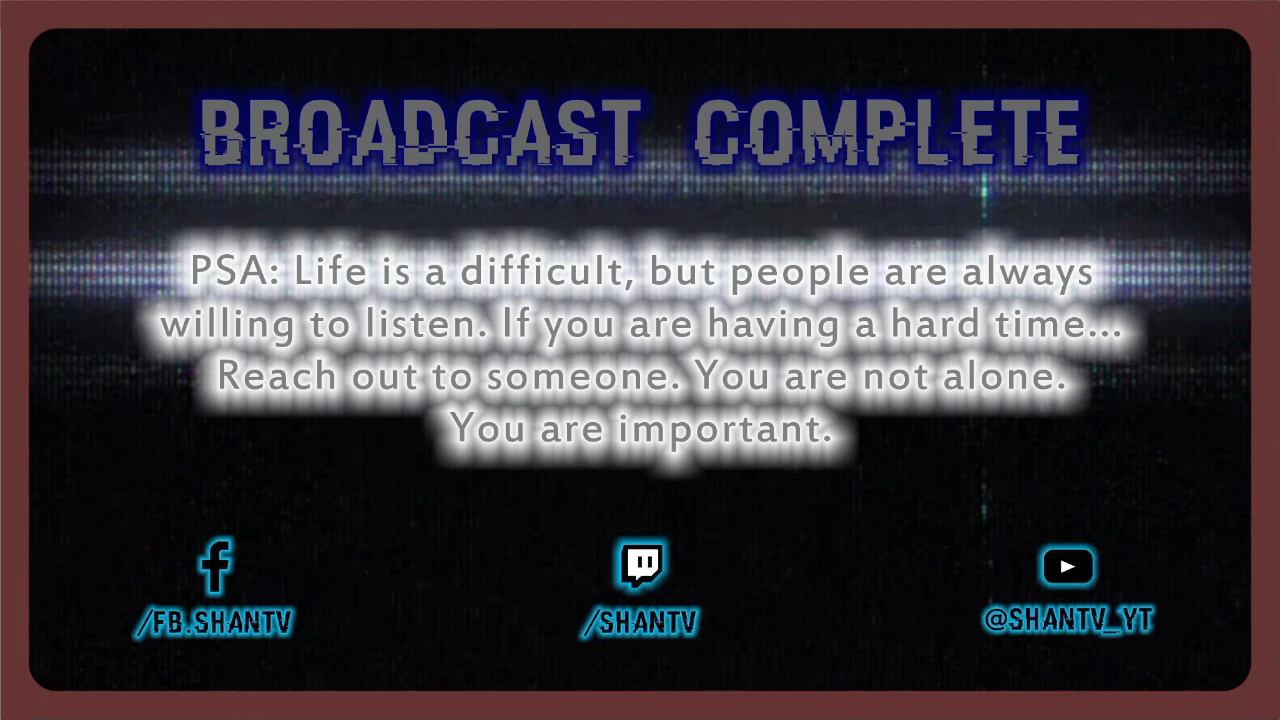 BROADCAST COMPLETE
PSA: Life is a difficult, but people are always
willing to listen. If you are having a hard time...
Reach out to someone. You are not alone.
You are important.
/FB.SHANTV
/SHANTV
@SHANTV_YT